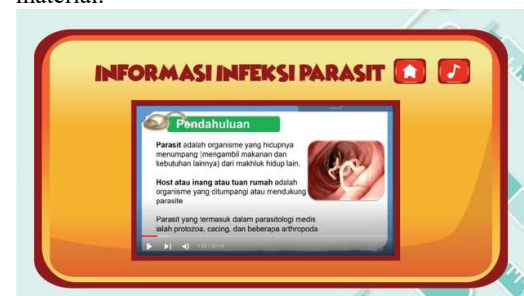 material.
INFORMASI INFEKSI PARASIT
Pendahuluan
Parasit adalah organisme yang hidupnya
menumpang (mengambil makanan dan
kebutuhan lainnya) dari makhluk hidup lain.
Host atau inang atau tuan rumah adalah
organisme yang ditumpangi atau mendukung
parasite
Parasit yang termasuk dalam parasitologi medis
ialah protozoa, cacing, dan beberapa arthropoda